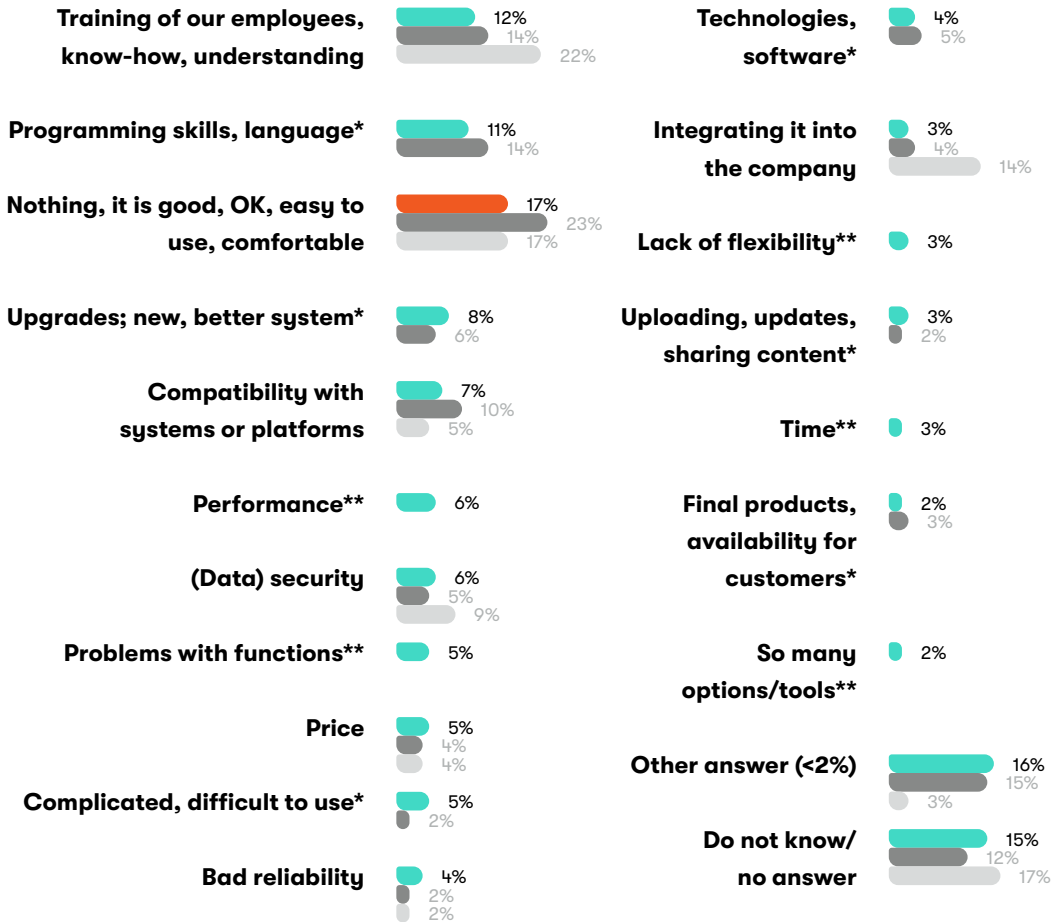 Training of our employees,
know-how, understanding
12%
14%
22%
Programming skills, language*
11%
14%
Nothing, it is good, OK, easy to
use, comfortable
17%
23%
17%
Upgrades; new, better system*
8%
6%
Compatibility with
systems or platforms
7%
10%
5%
Performance**
6%
(Data) security
6%
5%
9%
Problems with functions**
5%
Price
5%
4%
4%
Complicated, difficult to use*
5%
2%
Bad reliability
4%
2%
2%
Technologies,
software*
4%
5%
Integrating it into
the company
3%
4%
14%
Lack of flexibility**
3%
Uploading, updates,
sharing content*
3%
2%
Time**
3%
Final products,
availability for
customers*
2%
3%
So many
options/tools**
2%
Other answer (<2%)
16%
15%
3%
Do not know/
no answer
15%
12%
17%